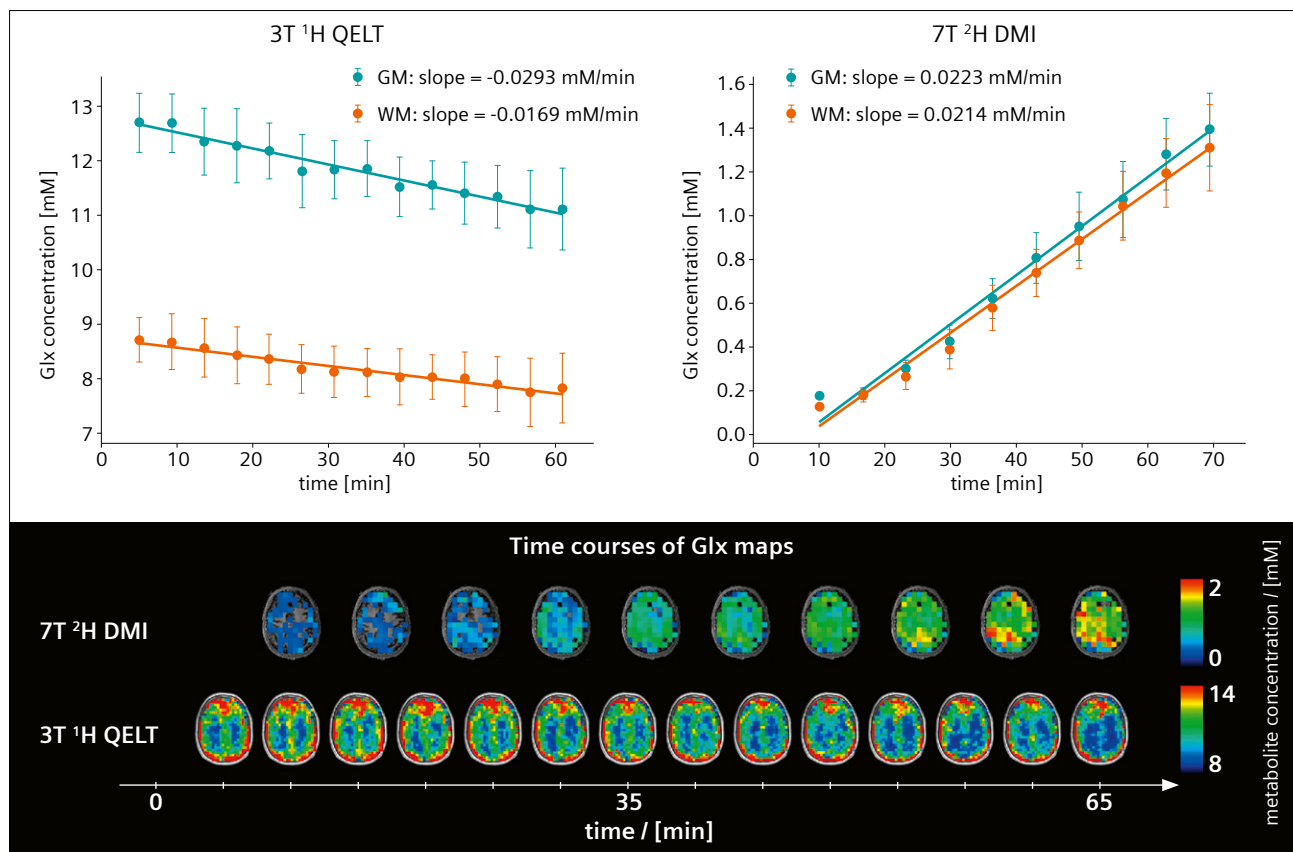 3T ¹H QELT
GM: slope = -0.0293 mM/min
WM: slope = -0.0169 mM/min
Glx concentration [mM]
13
12
11
10
9
8
7
0 10 20 30 40 50 60
time [min]
7T ²H DMI
GM: slope = 0.0223 mM/min
WM: slope = 0.0214 mM/min
Glx concentration [mM]
1.6
1.4
1.2
1.0
0.8
0.6
0.4
0.2
0.0
0 10 20 30 40 50 60 70
time [min]
Time courses of Glx maps
7T ²H DMI
2
0
3T ¹H QELT
14
8
metabolite concentration / [mM]
0 35 65
time / [min]